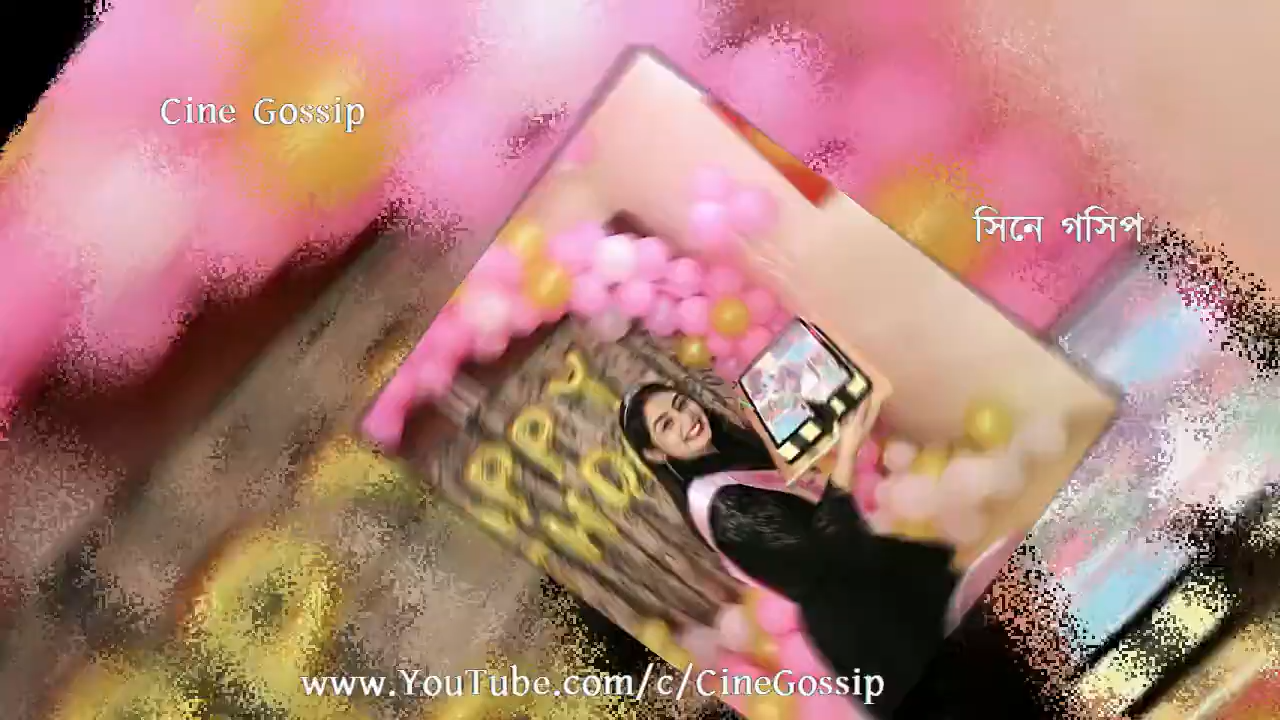 Cine Gossip
সিনে গসিপ
www.YouTube.com/c/CineGossip